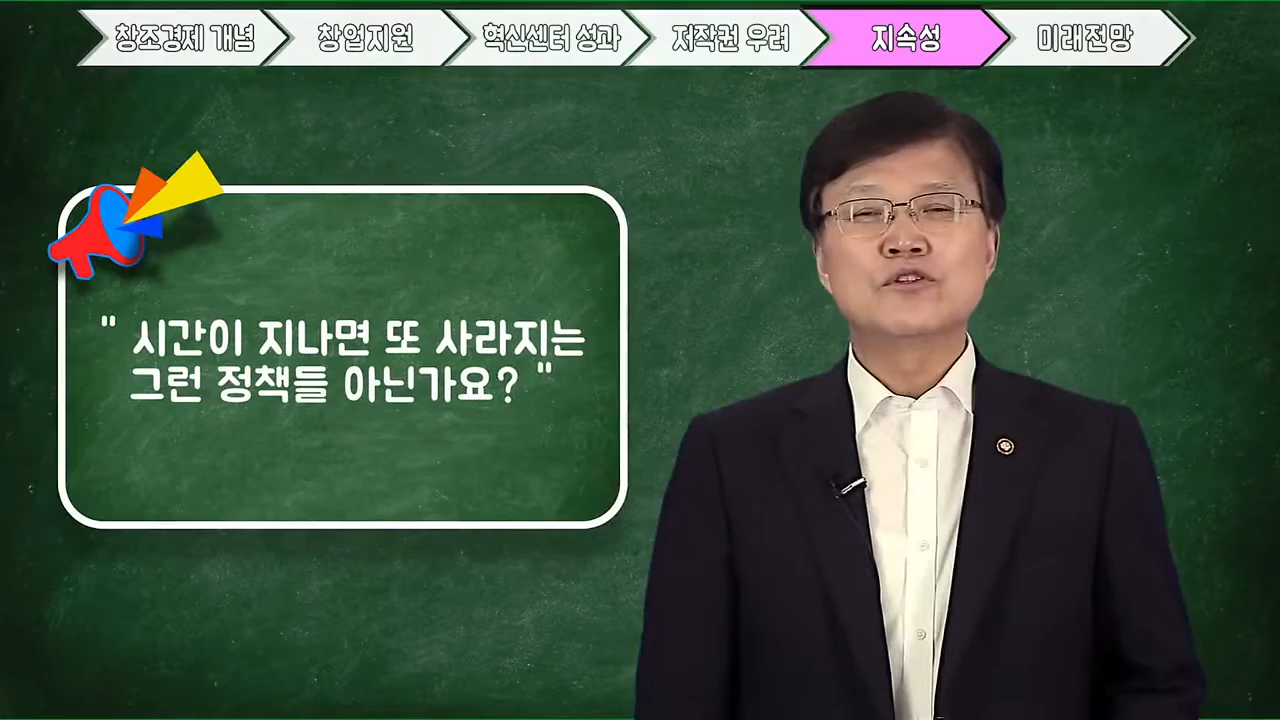 창조경제 개념
창업지원
혁신센터 성과
저작권 우려
지속성
미래전망
" 시간이 지나면 또 사라지는
그런 정책들 아닌가요? "